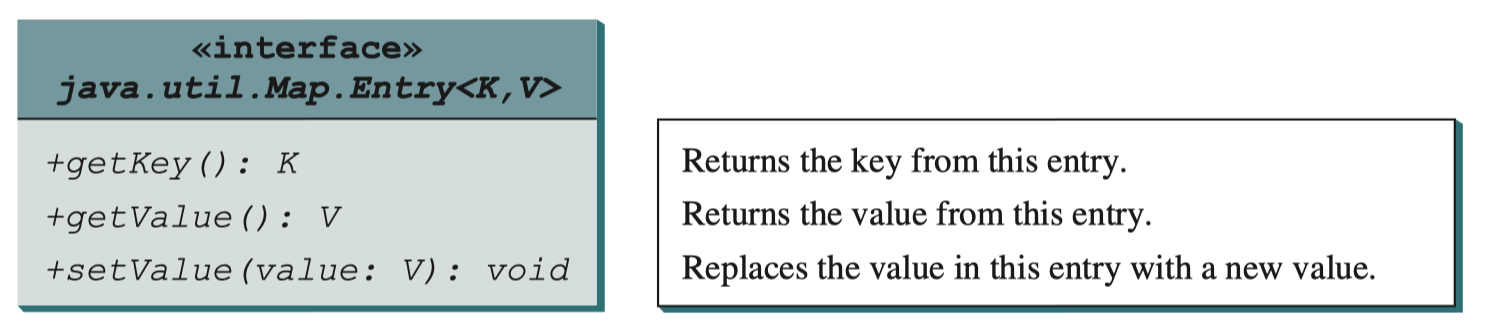 «interface»
java.util.Map.Entry<K,V>
+getKey(): K
Returns the key from this entry.
+getValue(): V
Returns the value from this entry.
+setValue(value: V): void
Replaces the value in this entry with a new value.